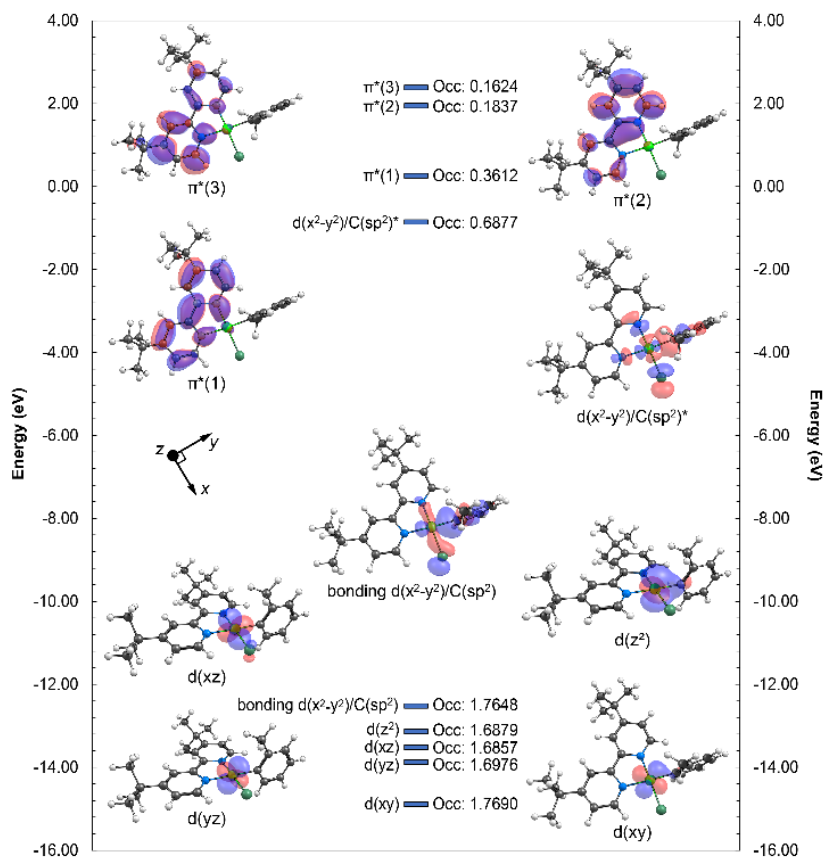 4.00
2.00
0.00
-2.00
-4.00
-6.00
-8.00
-10.00
-12.00
-14.00
-16.00
Energy (eV)
π*(3)
π*(1)
z
y
x
π*(3) Occ: 0.1624
π*(2) Occ: 0.1837
π*(1) Occ: 0.3612
d(x²-y²)/C(sp²)* Occ: 0.6877
π*(2)
d(x²-y²)/C(sp²)*
bonding d(x²-y²)/C(sp²)
d(xz)
d(z²)
bonding d(x²-y²)/C(sp²) Occ: 1.7648
d(z²) Occ: 1.6879
d(xz) Occ: 1.6857
d(yz) Occ: 1.6976
d(xy) Occ: 1.7690
d(yz)
d(xy)
4.00
2.00
0.00
-2.00
-4.00
-6.00
-8.00
-10.00
-12.00
-14.00
-16.00
Energy (eV)